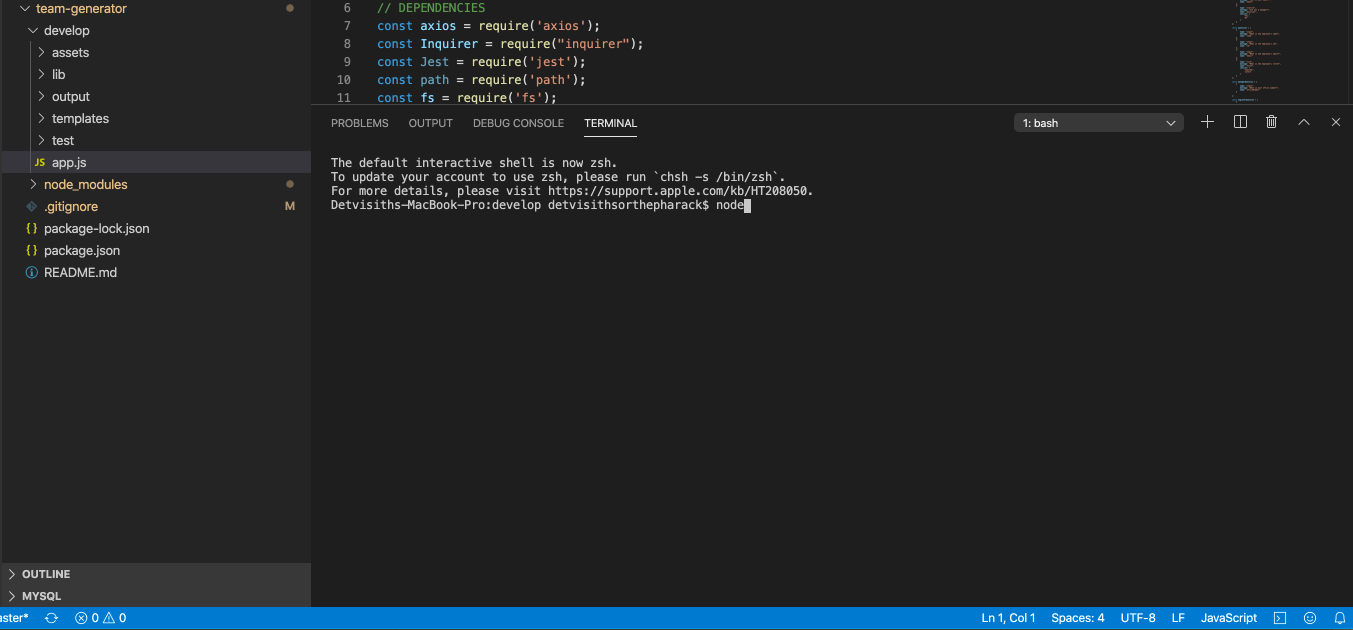 team-generator
develop
assets
lib
output
templates
test
JS app.js
node_modules
.gitignore M
{} package-lock.json
{} package.json
README.md
OUTLINE
MYSQL
6 // DEPENDENCIES
7 const axios = require('axios');
8 const Inquirer = require("inquirer");
9 const Jest = require('jest');
10 const path = require('path');
11 const fs = require('fs');
PROBLEMS OUTPUT DEBUG CONSOLE TERMINAL 1: bash
The default interactive shell is now zsh.
To update your account to use zsh, please run `chsh -s /bin/zsh`.
For more details, please visit https://support.apple.com/kb/HT208050.
Detvisiths-MacBook-Pro:develop detvisithsorthepharack$ node
aster* 0 0 Ln 1, Col 1 Spaces: 4 UTF-8 LF JavaScript